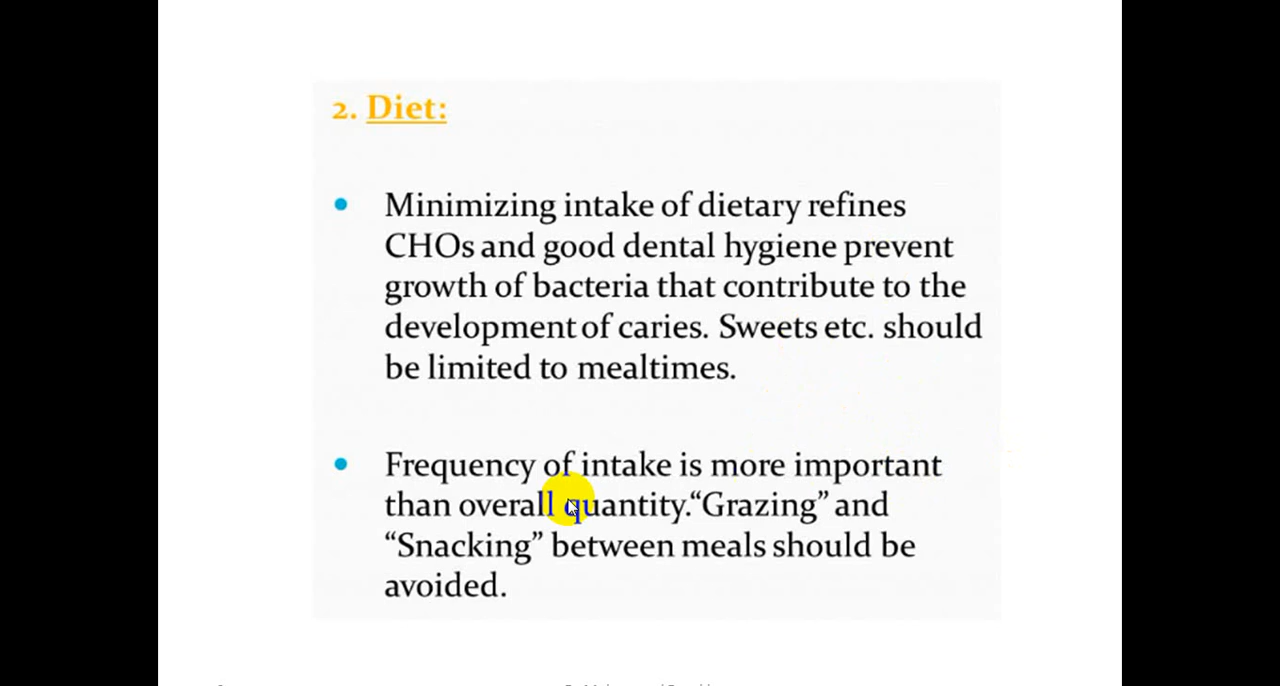 2. Diet:
Minimizing intake of dietary refines
CHOs and good dental hygiene prevent
growth of bacteria that contribute to the
development of caries. Sweets etc. should
be limited to mealtimes.
Frequency of intake is more important
than overall quantity.“Grazing” and
“Snacking” between meals should be
avoided.